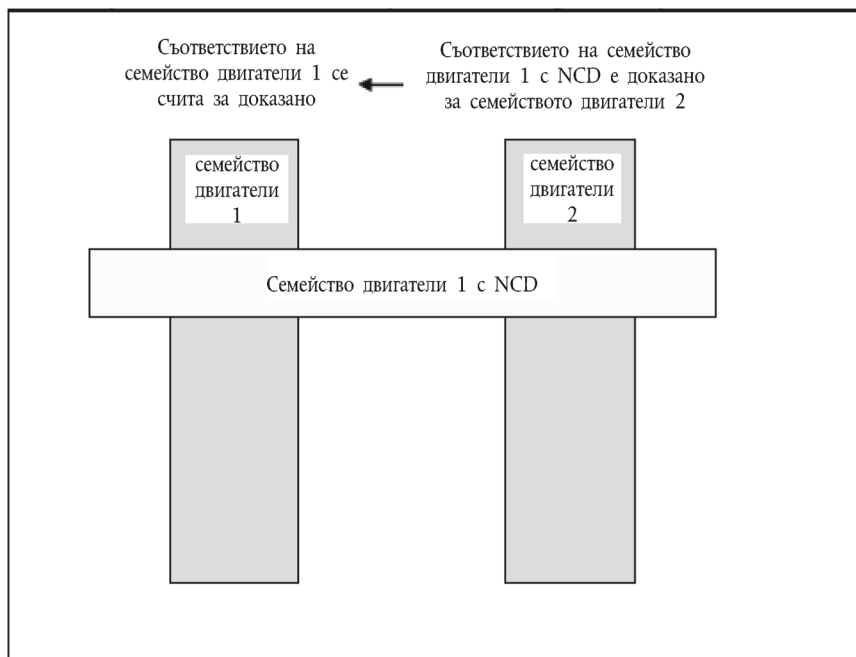 Съответствието на
семейство двигатели 1 се
счита за доказано
Съответствието на семейство
двигатели 1 с NCD е доказано
за семейството двигатели 2
семейство
двигатели
1
семейство
двигатели
2
Семейство двигатели 1 с NCD